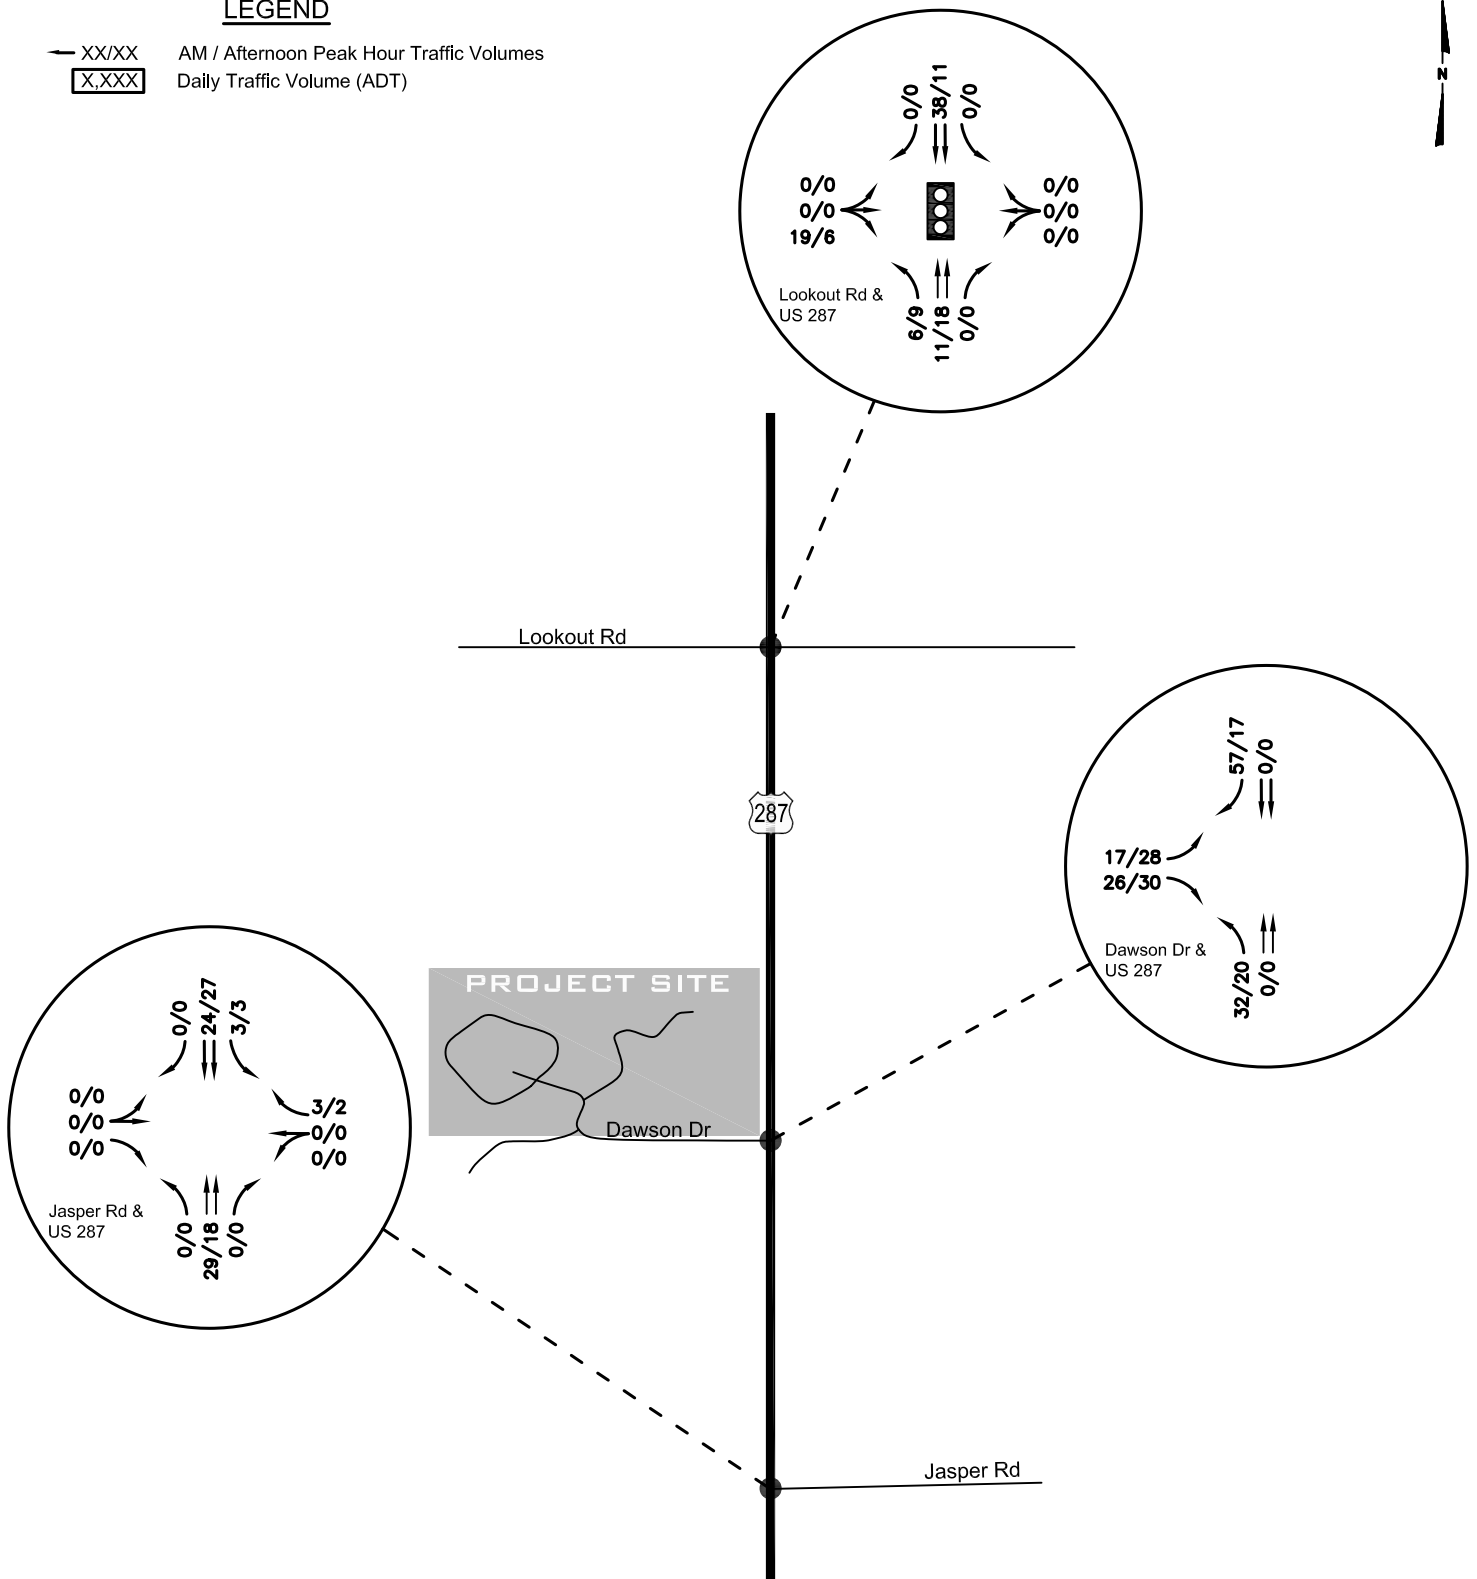 LEGEND
XX/XX AM / Afternoon Peak Hour Traffic Volumes
X,XXX Daily Traffic Volume (ADT)
N
0/0 38/11 0/0
0/0 0/0
0/0 0/0
19/6 0/0
Lookout Rd &
US 287
6/9 11/18 0/0
Lookout Rd
57/17 0/0
287
17/28
26/30
Dawson Dr &
US 287
32/20 0/0
PROJECT SITE
Dawson Dr
0/0 24/27 3/3
0/0 3/2
0/0 0/0
0/0 0/0
Jasper Rd &
US 287
0/0 29/18 0/0
Jasper Rd